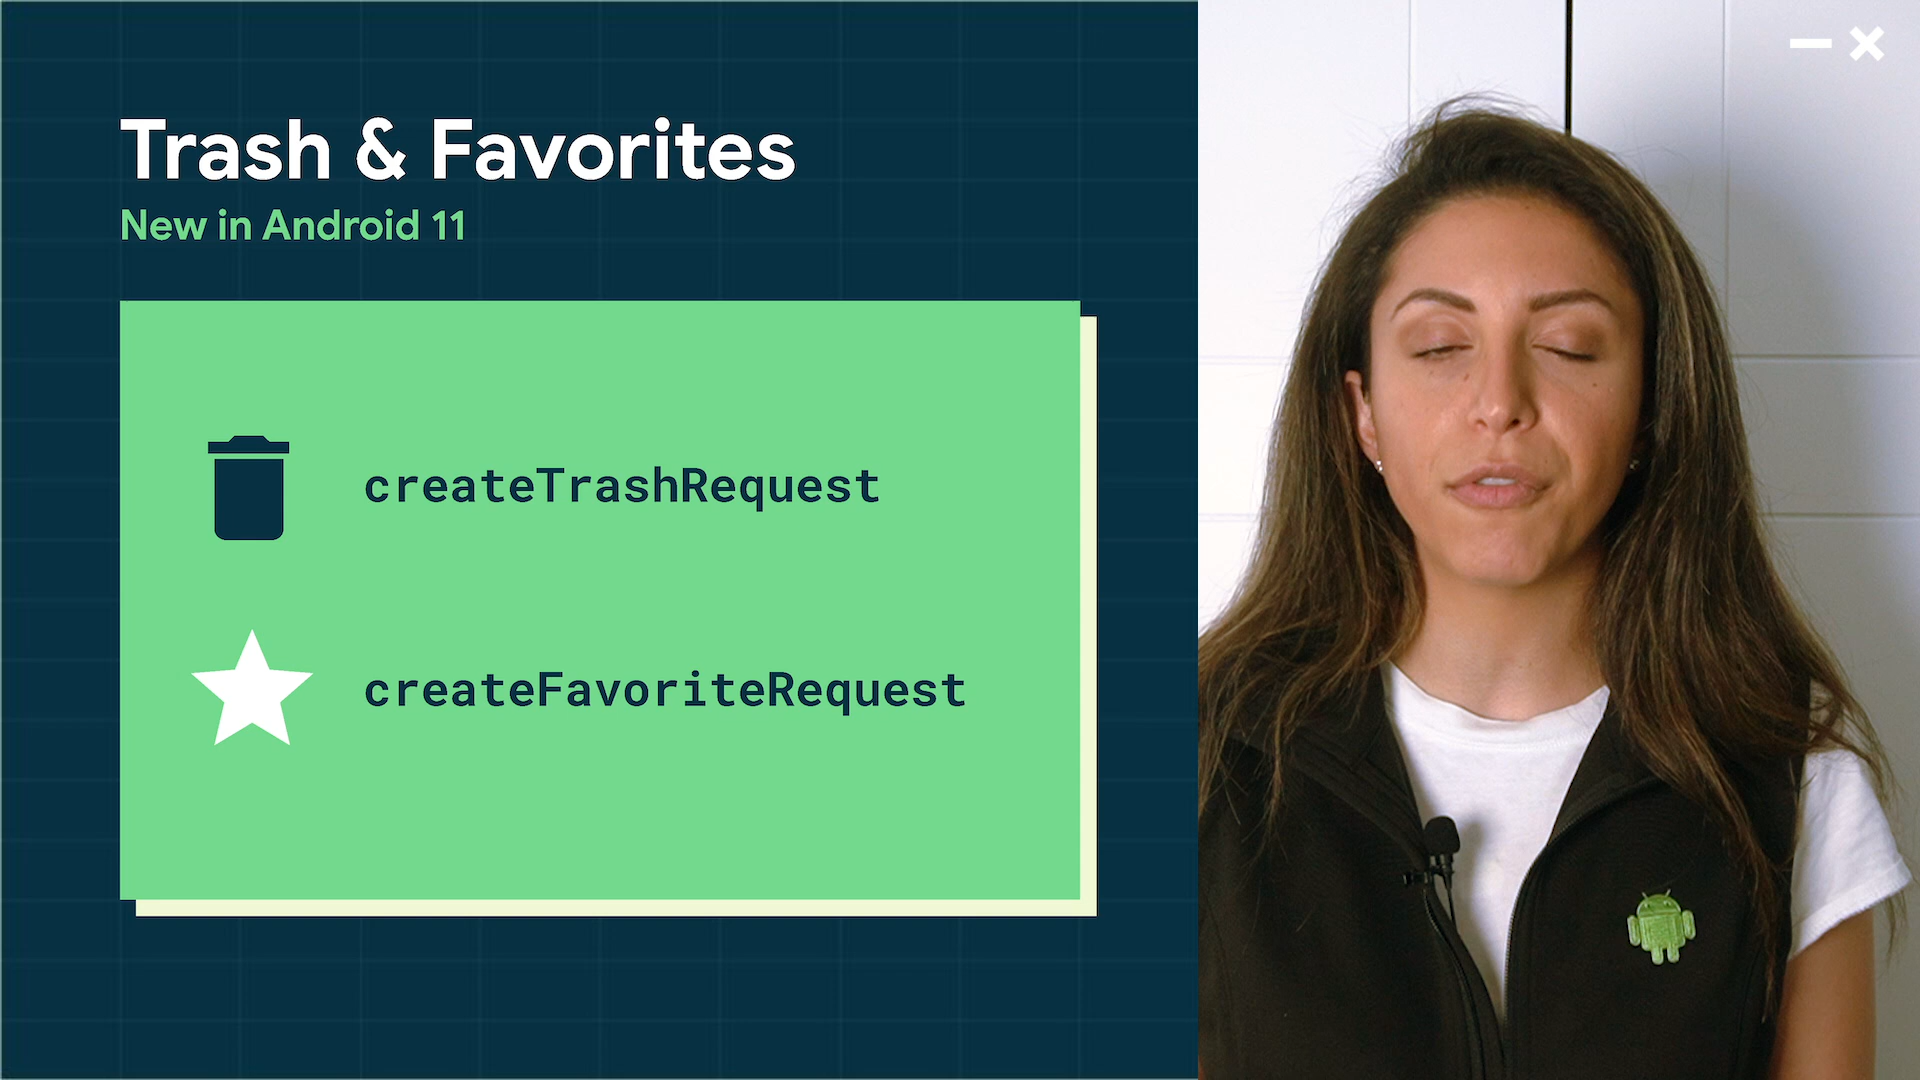 Trash & Favorites
New in Android 11
createTrashRequest
createFavoriteRequest